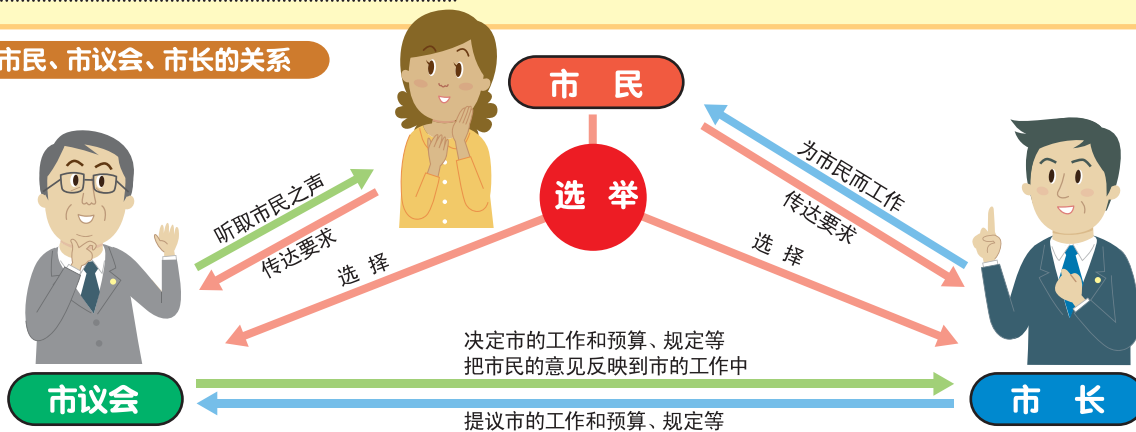 市民、市议会、市长的关系
市 民
选 举
听取市民之声
传达要求
选 择
为市民而工作
传达要求
选 择
决定市的工作和预算、规定等
把市民的意见反映到市的工作中
提议市的工作和预算、规定等
市议会
市 长